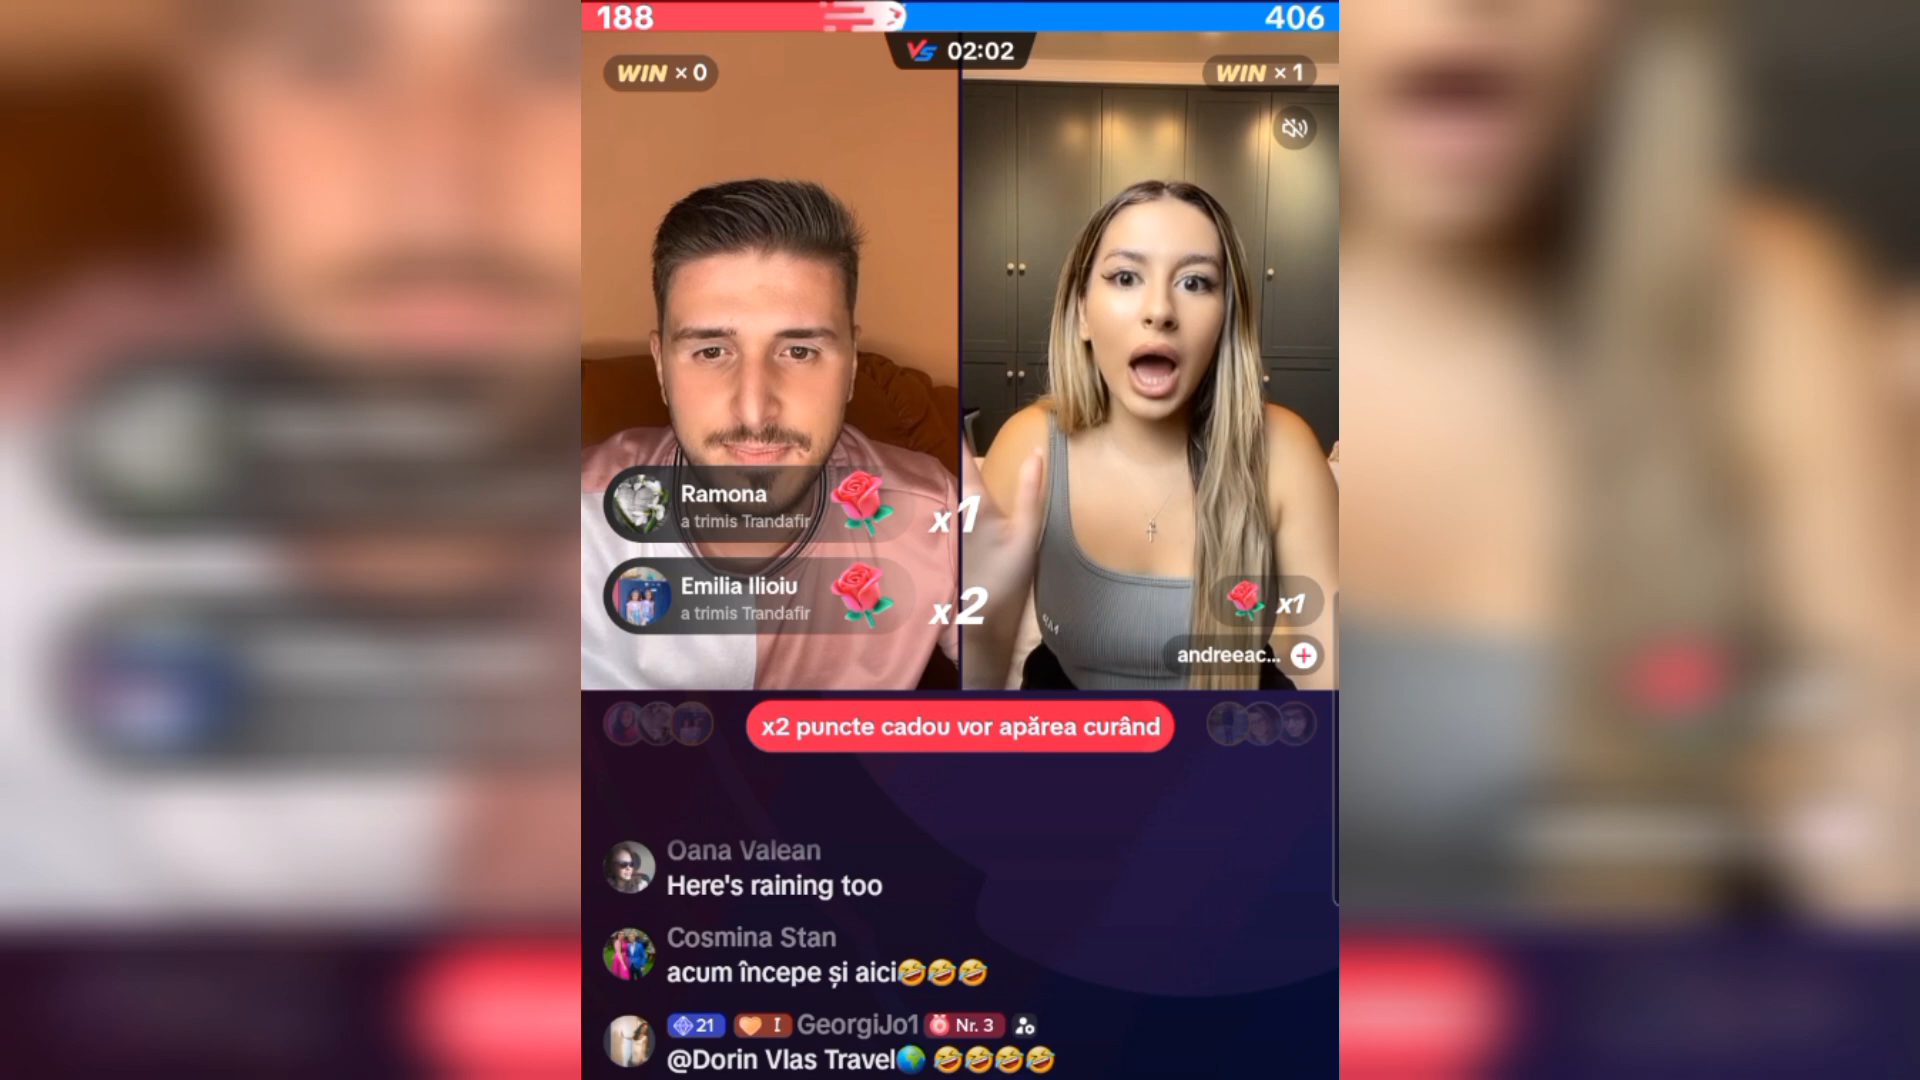 188
406
VS 02:02
WIN × 0
WIN × 1
Ramona
a trimis Trandafir
x1
Emilia Ilioiu
a trimis Trandafir
x2
x1
andreeac...
x2 puncte cadou vor apărea curând
Oana Valean
Here's raining too
Cosmina Stan
acum începe și aici🤣🤣🤣
21 I GeorgiJo1 Nr. 3
@Dorin Vlas Travel🌍 🤣🤣🤣🤣